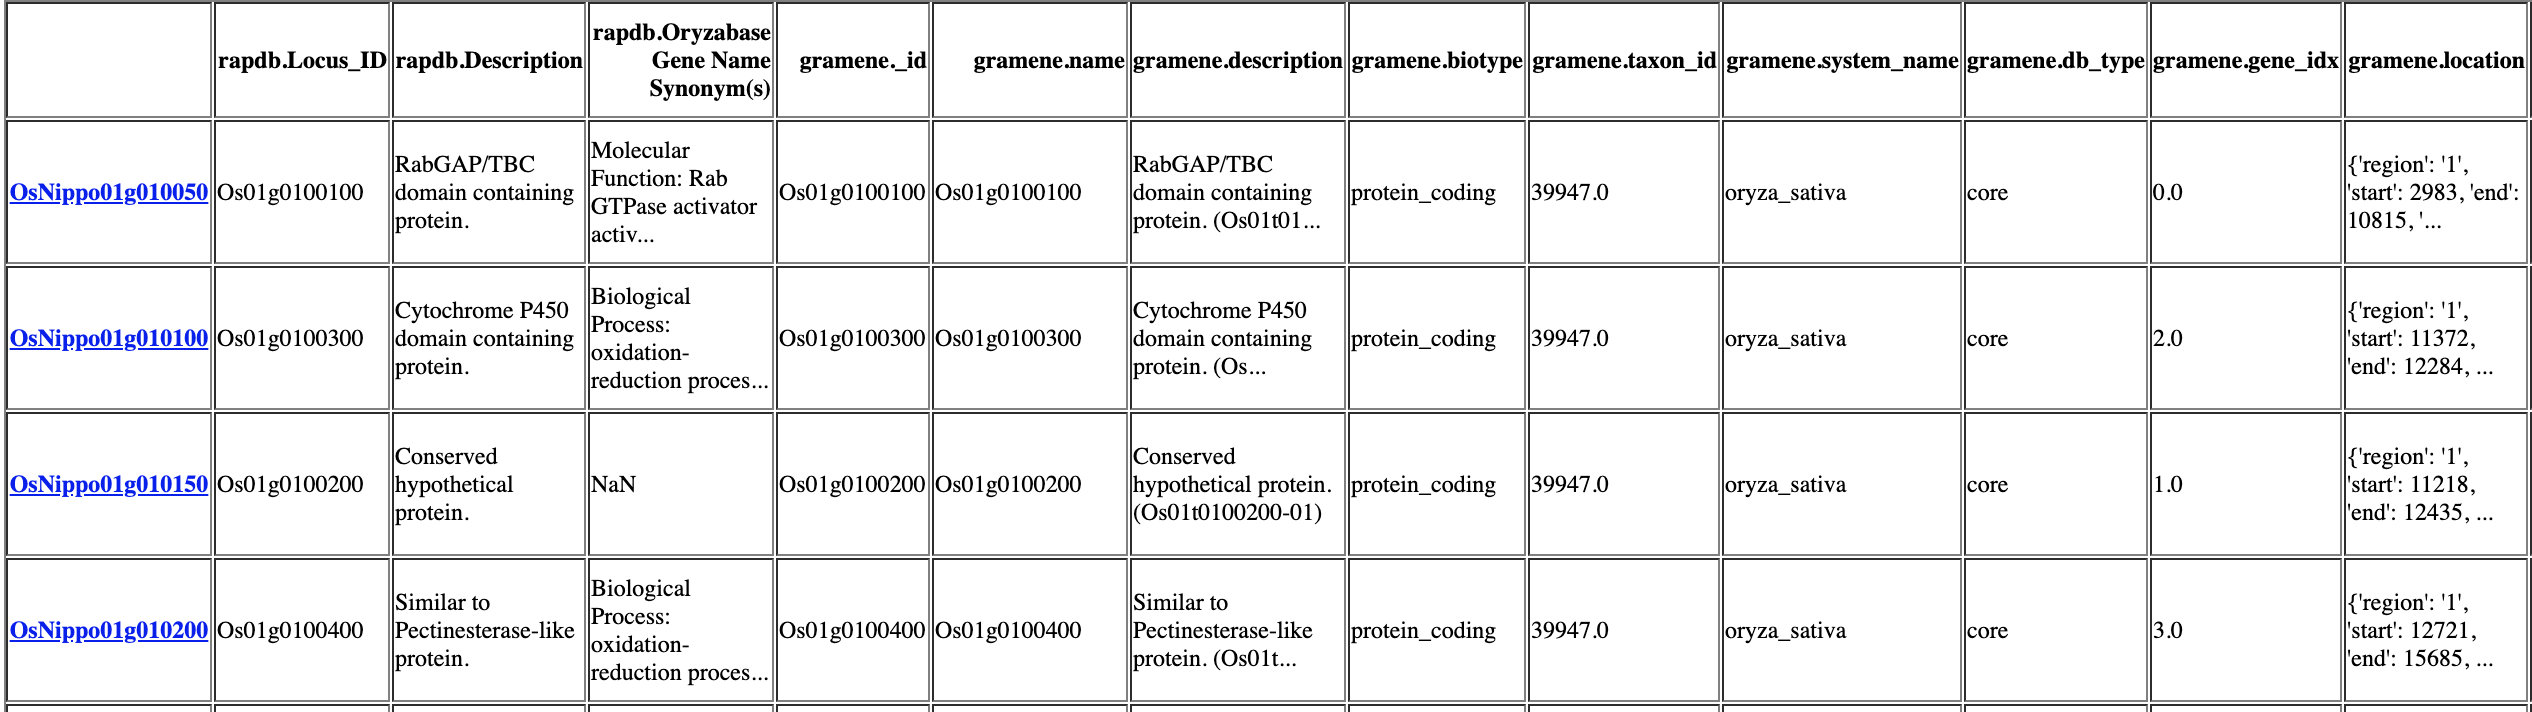 rapdb.Locus_ID
rapdb.Description
rapdb.Oryzabase
Gene Name
Synonym(s)
gramene._id
gramene.name
gramene.description
gramene.biotype
gramene.taxon_id
gramene.system_name
gramene.db_type
gramene.gene_idx
gramene.location
OsNippo01g010050
Os01g0100100
RabGAP/TBC
domain containing
protein.
Molecular
Function: Rab
GTPase activator
activ...
Os01g0100100
Os01g0100100
RabGAP/TBC
domain containing
protein. (Os01t01...
protein_coding
39947.0
oryza_sativa
core
0.0
{'region': '1',
'start': 2983, 'end':
10815, '...
OsNippo01g010100
Os01g0100300
Cytochrome P450
domain containing
protein.
Biological
Process:
oxidation-
reduction proces...
Os01g0100300
Os01g0100300
Cytochrome P450
domain containing
protein. (Os...
protein_coding
39947.0
oryza_sativa
core
2.0
{'region': '1',
'start': 11372,
'end': 12284, ...
OsNippo01g010150
Os01g0100200
Conserved
hypothetical
protein.
NaN
Os01g0100200
Os01g0100200
Conserved
hypothetical protein.
(Os01t0100200-01)
protein_coding
39947.0
oryza_sativa
core
1.0
{'region': '1',
'start': 11218,
'end': 12435, ...
OsNippo01g010200
Os01g0100400
Similar to
Pectinesterase-like
protein.
Biological
Process:
oxidation-
reduction proces...
Os01g0100400
Os01g0100400
Similar to
Pectinesterase-like
protein. (Os01t...
protein_coding
39947.0
oryza_sativa
core
3.0
{'region': '1',
'start': 12721,
'end': 15685, ...